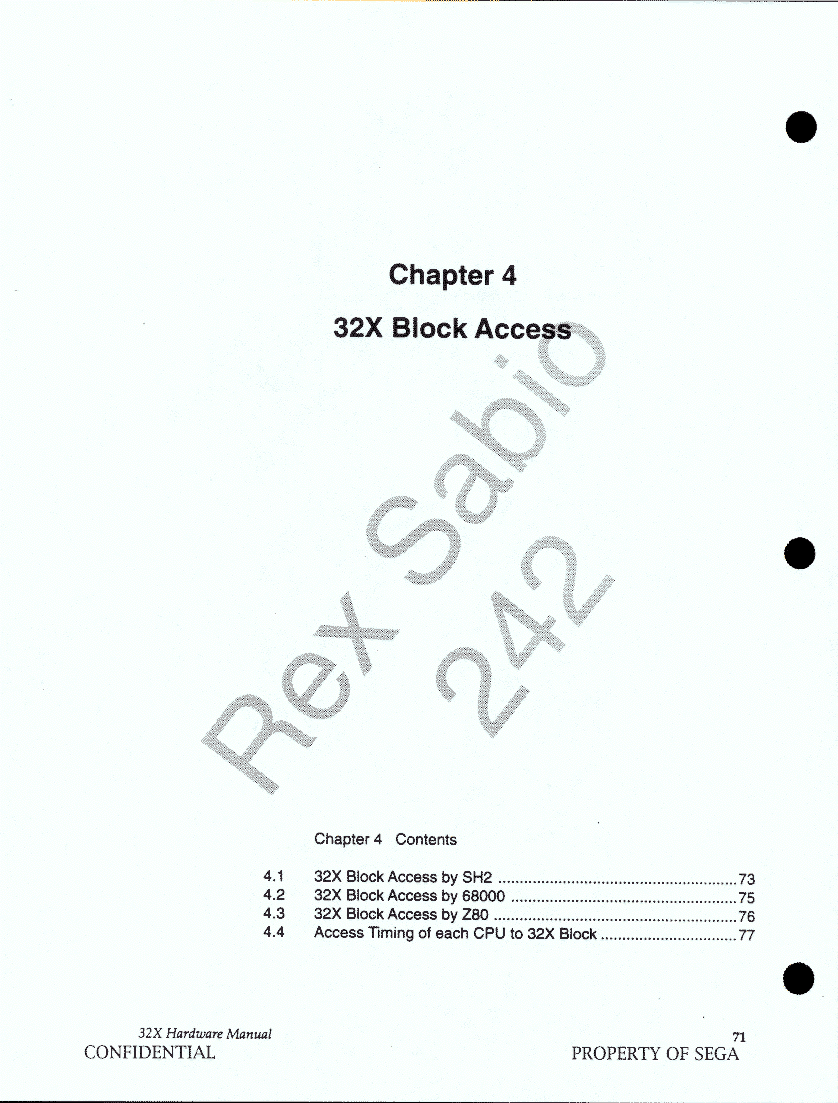 Chapter 4
32X Block Access
Rex Sabio
242
Chapter 4 Contents
4.1 32X Block Access by SH2 ....................................................... 73
4.2 32X Block Access by 68000 .................................................... 75
4.3 32X Block Access by Z80 ........................................................ 76
4.4 Access Timing of each CPU to 32X Block ............................... 77
32X Hardware Manual
71
CONFIDENTIAL
PROPERTY OF SEGA